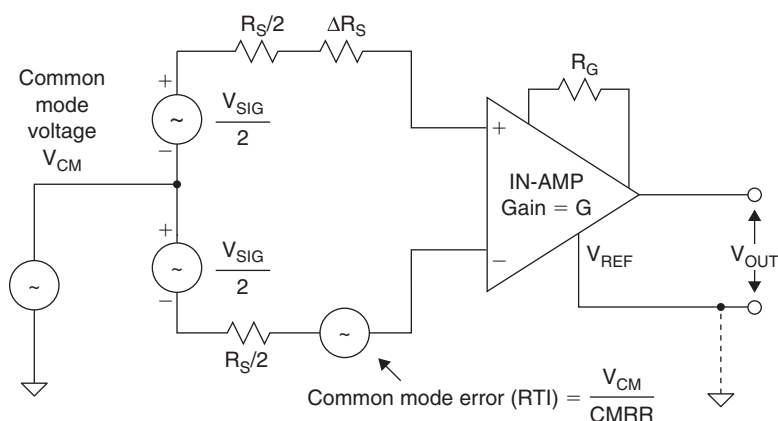 R_S/2
ΔR_S
R_G
Common
mode
voltage
V_CM
+
~
−
V_SIG
2
+
IN-AMP
Gain = G
−
V_REF
V_OUT
+
~
−
V_SIG
2
~
R_S/2
~
Common mode error (RTI) = V_CM
CMRR